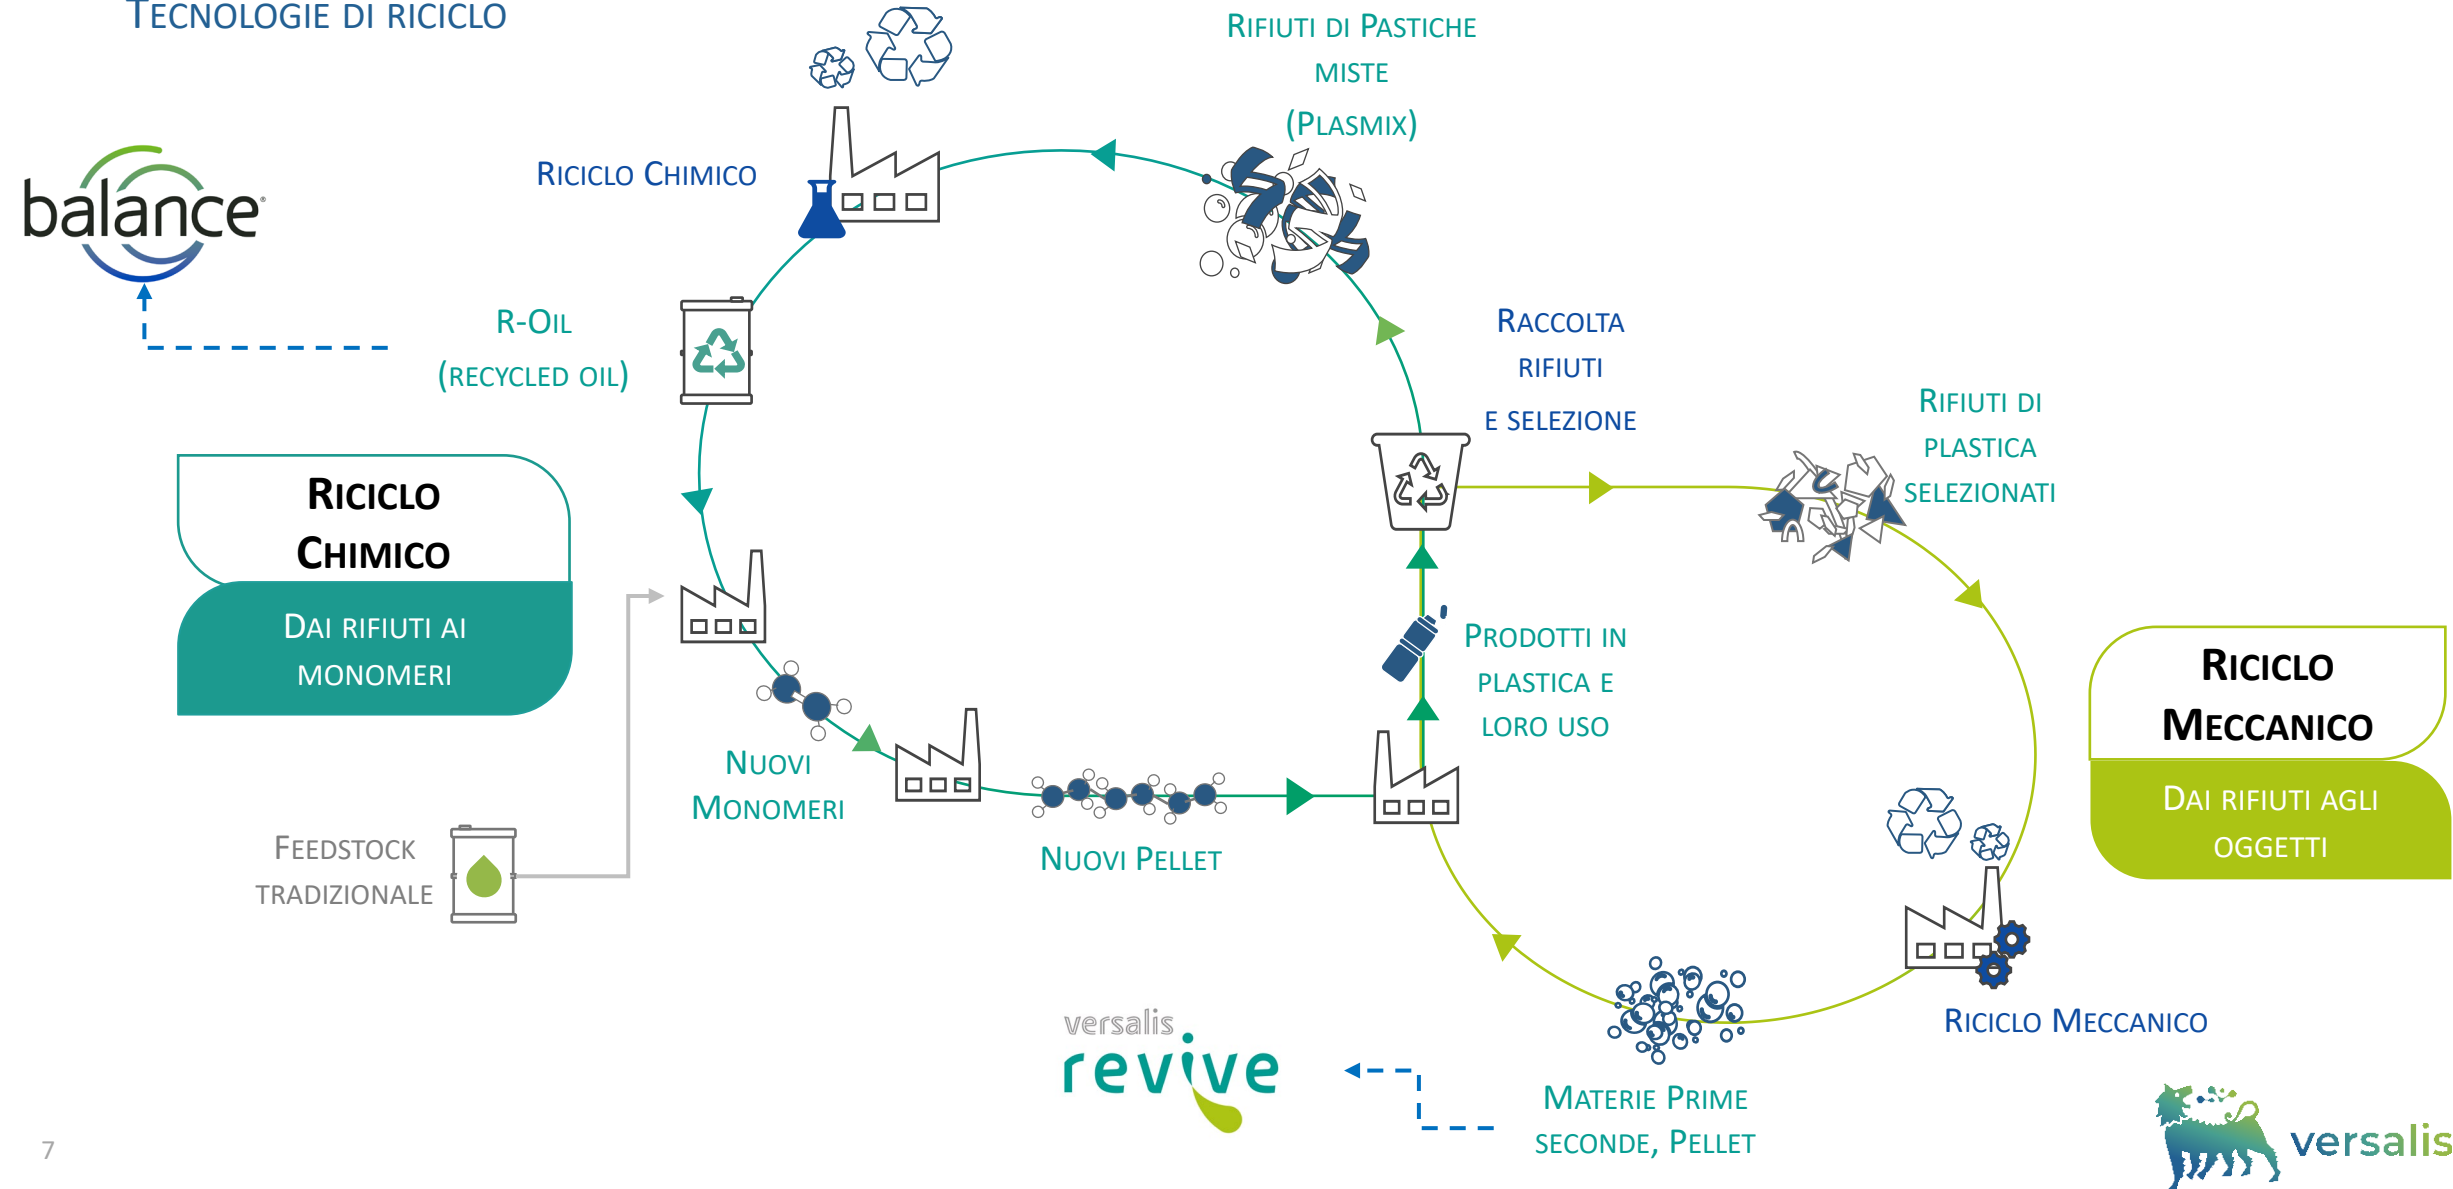 TECNOLOGIE DI RICICLO
RIFIUTI DI PASTICHE
MISTE
(PLASMIX)
RICICLO CHIMICO
balance®
R-OIL
(RECYCLED OIL)
RACCOLTA
RIFIUTI
E SELEZIONE
RIFIUTI DI
PLASTICA
SELEZIONATI
RICICLO
CHIMICO
DAI RIFIUTI AI
MONOMERI
PRODOTTI IN
PLASTICA E
LORO USO
RICICLO
MECCANICO
DAI RIFIUTI AGLI
OGGETTI
NUOVI
MONOMERI
NUOVI PELLET
FEEDSTOCK
TRADIZIONALE
RICICLO MECCANICO
versalis
revive
MATERIE PRIME
SECONDE, PELLET
7
versalis